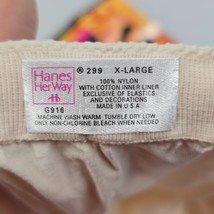 Hanes
Her Way
® 299 X-LARGE
100% NYLON
WITH COTTON INNER LINER
EXCLUSIVE OF ELASTICS
AND DECORATIONS
MADE IN U.S.A
G916
MACHINE WASH WARM. TUMBLE DRY LOW
ONLY NON-CHLORINE BLEACH WHEN NEEDED